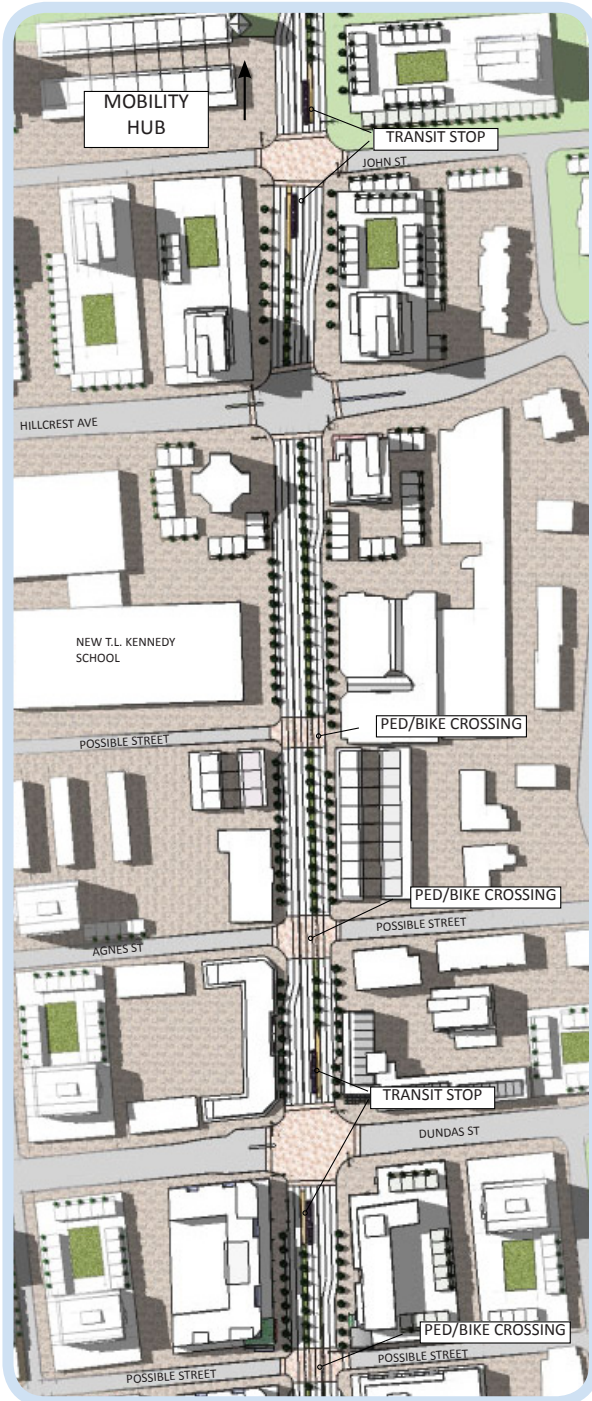 MOBILITY
HUB
TRANSIT STOP
JOHN ST
HILLCREST AVE
NEW T.L. KENNEDY
SCHOOL
PED/BIKE CROSSING
POSSIBLE STREET
PED/BIKE CROSSING
POSSIBLE STREET
AGNES ST
TRANSIT STOP
DUNDAS ST
PED/BIKE CROSSING
POSSIBLE STREET
POSSIBLE STREET